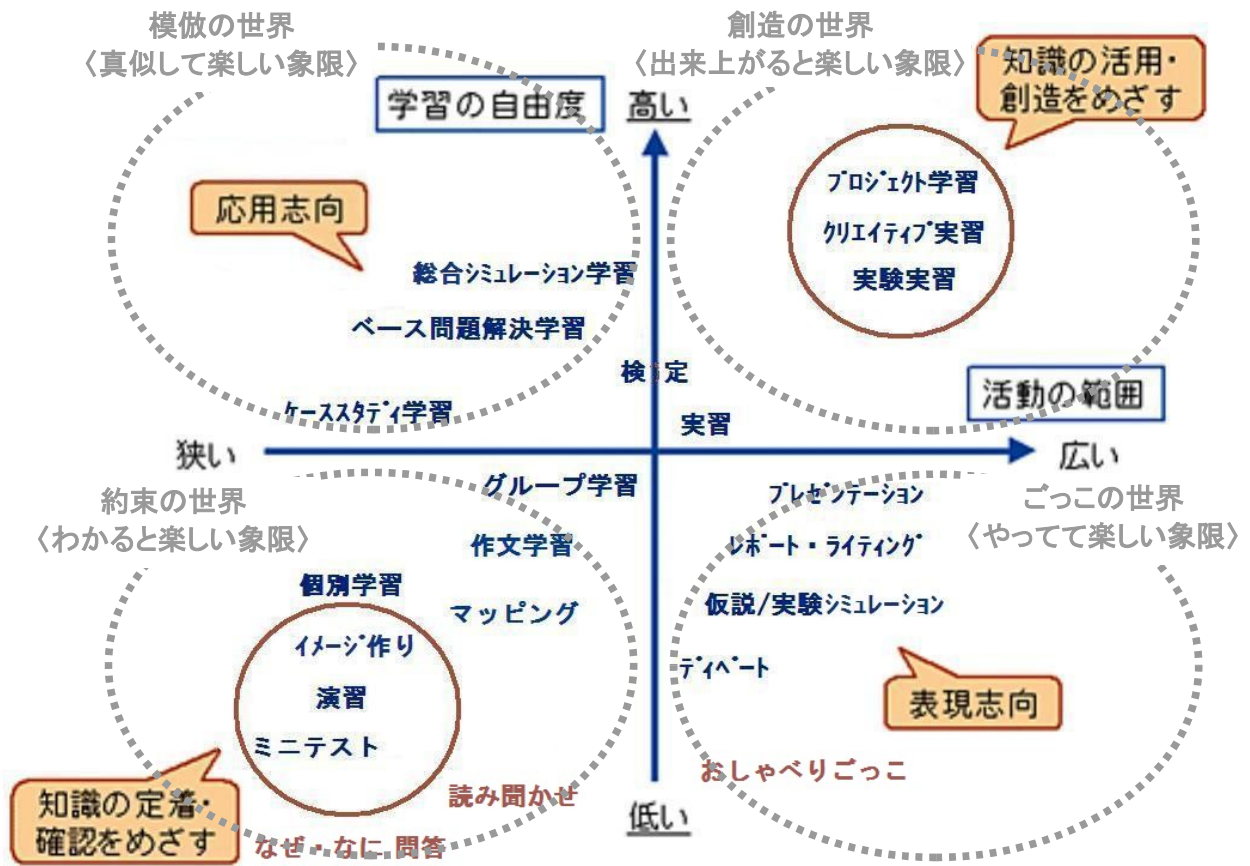 模倣の世界
〈真似して楽しい象限〉
創造の世界
〈出来上がると楽しい象限〉
知識の活用・
創造をめざす
学習の自由度
高い
応用志向
プロジェクト学習
クリエイティブ実習
実験実習
総合シミュレーション学習
ベース問題解決学習
検定
活動の範囲
ケーススタディ学習
実習
狭い
広い
約束の世界
〈わかると楽しい象限〉
グループ学習
プレゼンテーション
ごっこの世界
〈やってて楽しい象限〉
作文学習
レポート・ライティング
個別学習
マッピング
仮説/実験シミュレーション
イメージ作り
ディベート
演習
表現志向
ミニテスト
おしゃべりごっこ
知識の定着・
確認をめざす
読み聞かせ
低い
なぜ・なに 問答